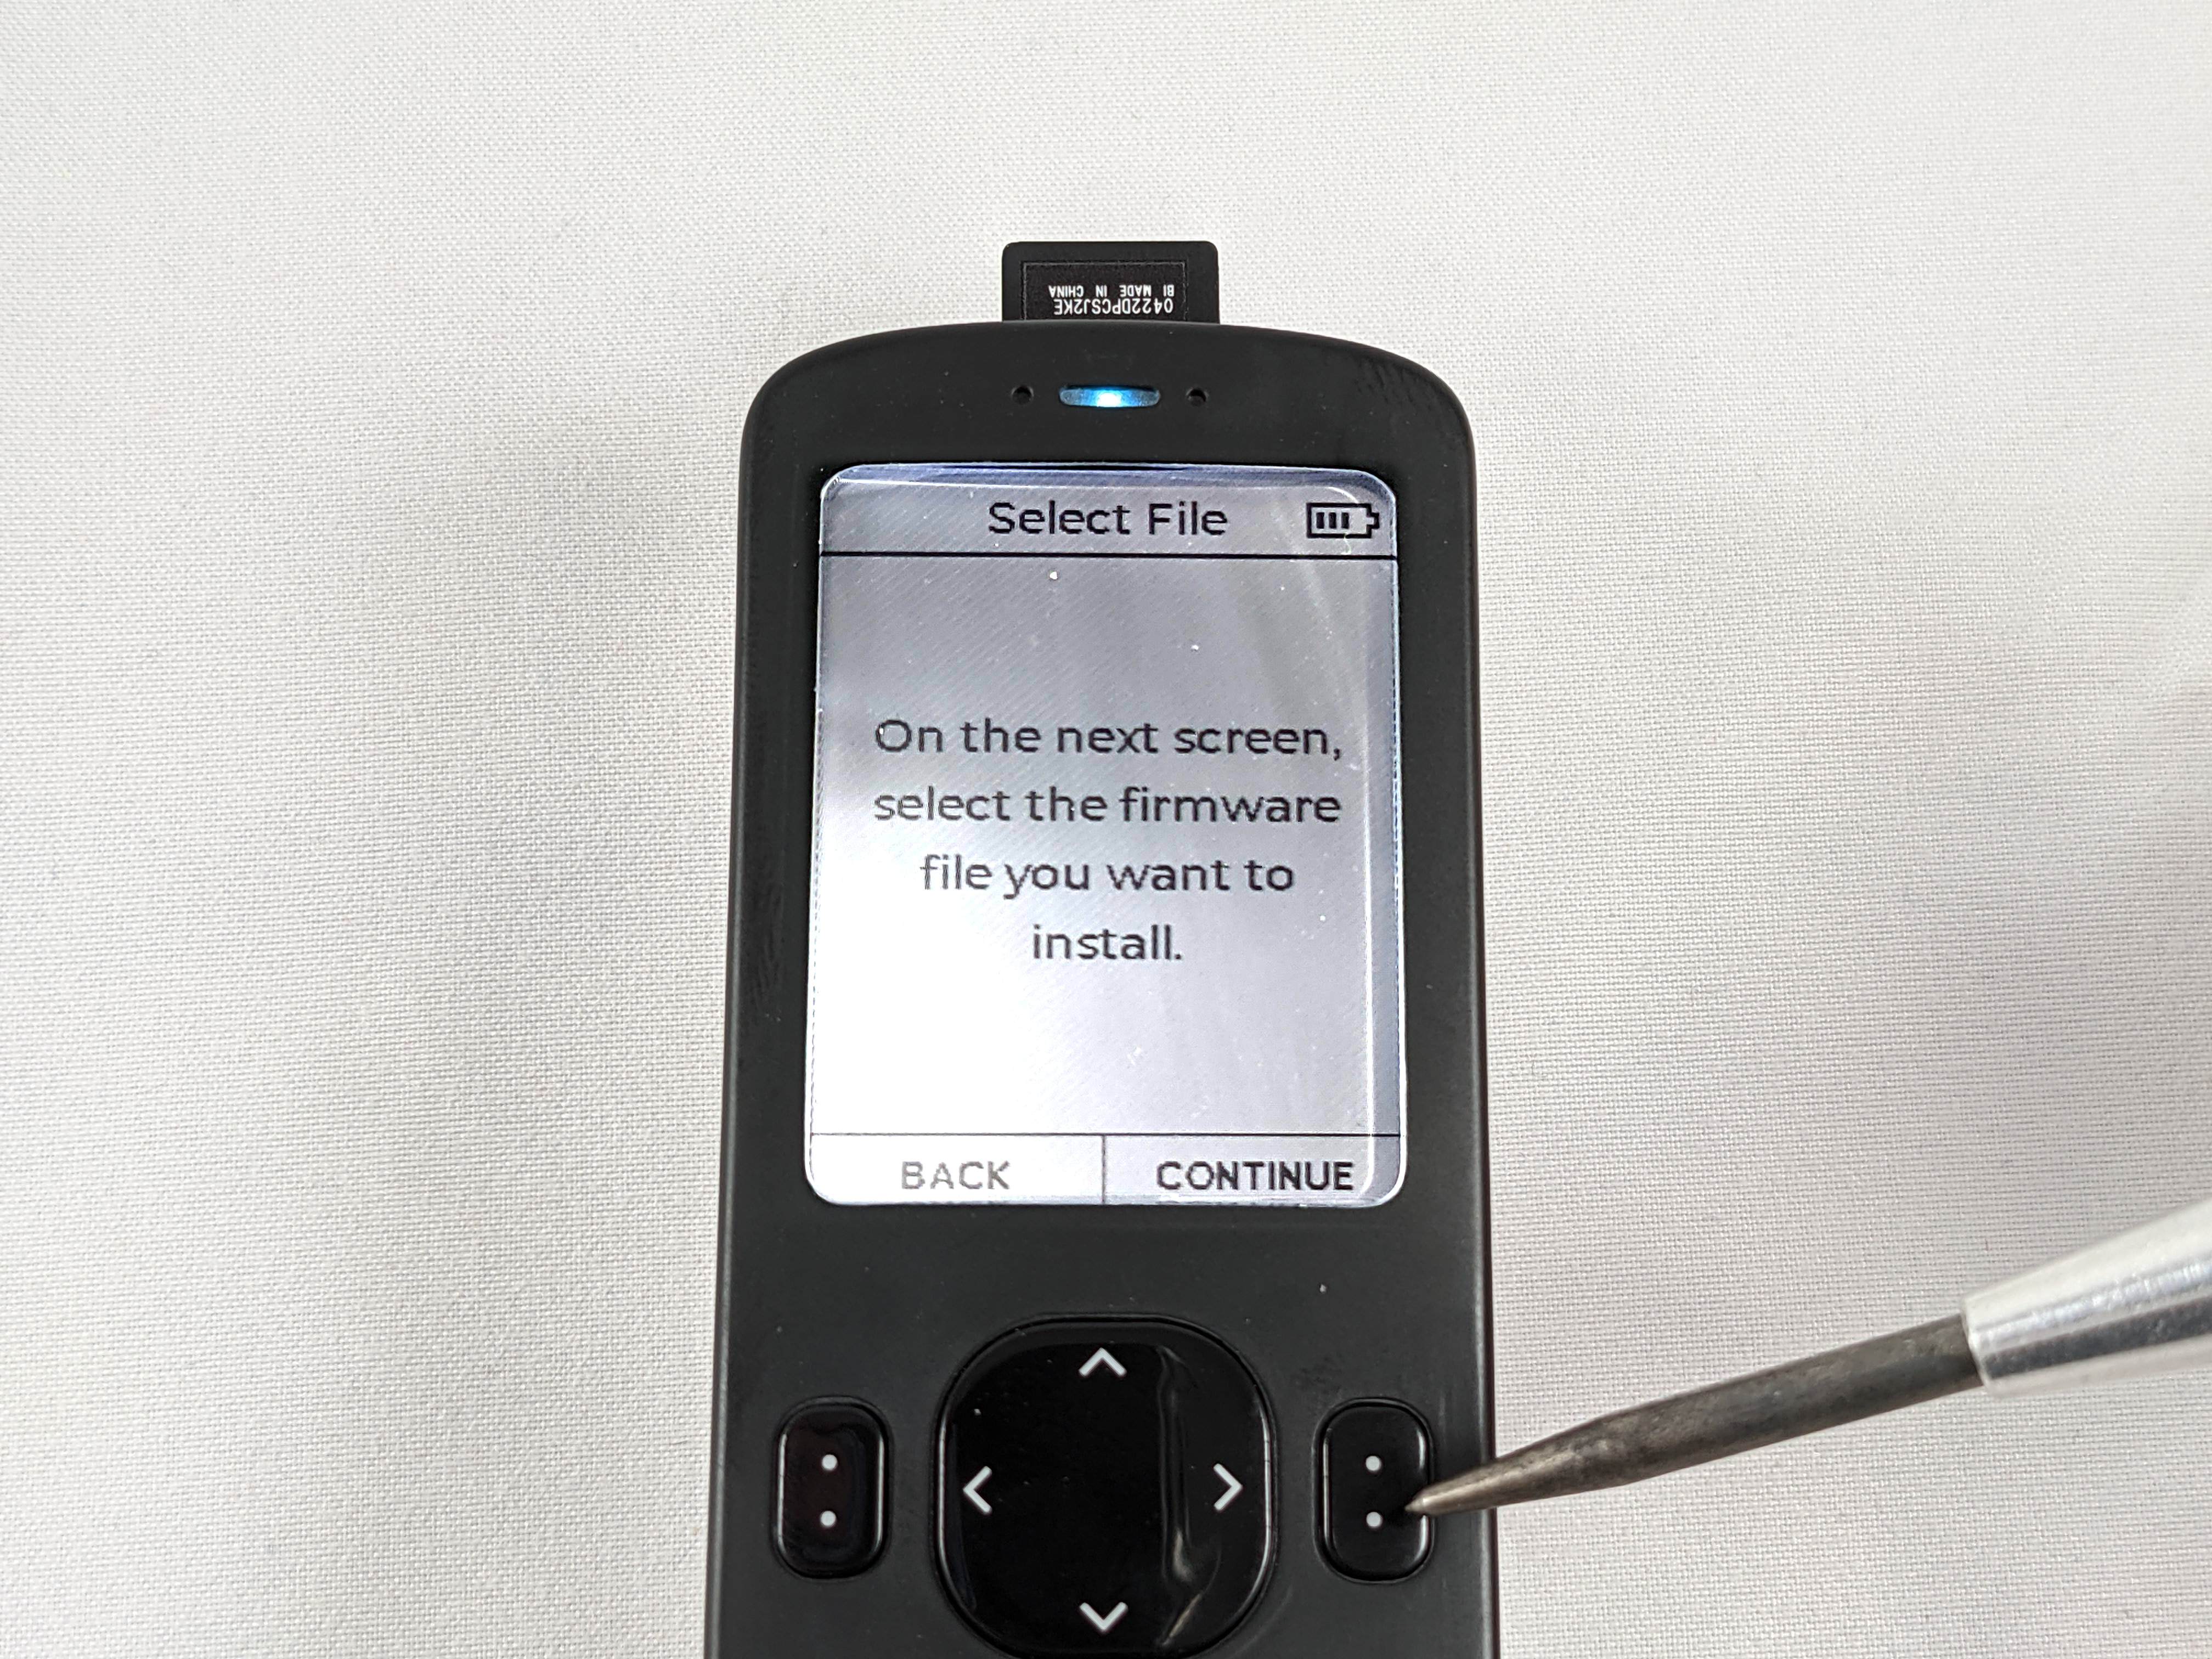 0422DPCSJ2KE
BI MADE IN CHINA
Select File
On the next screen,
select the firmware
file you want to
install.
BACK
CONTINUE